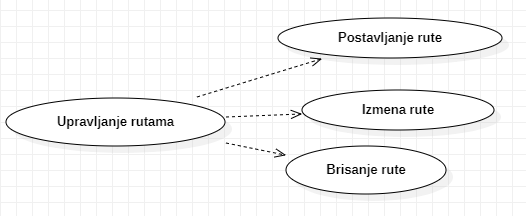 Postavljanje rute
Upravljanje rutama
Izmena rute
Brisanje rute